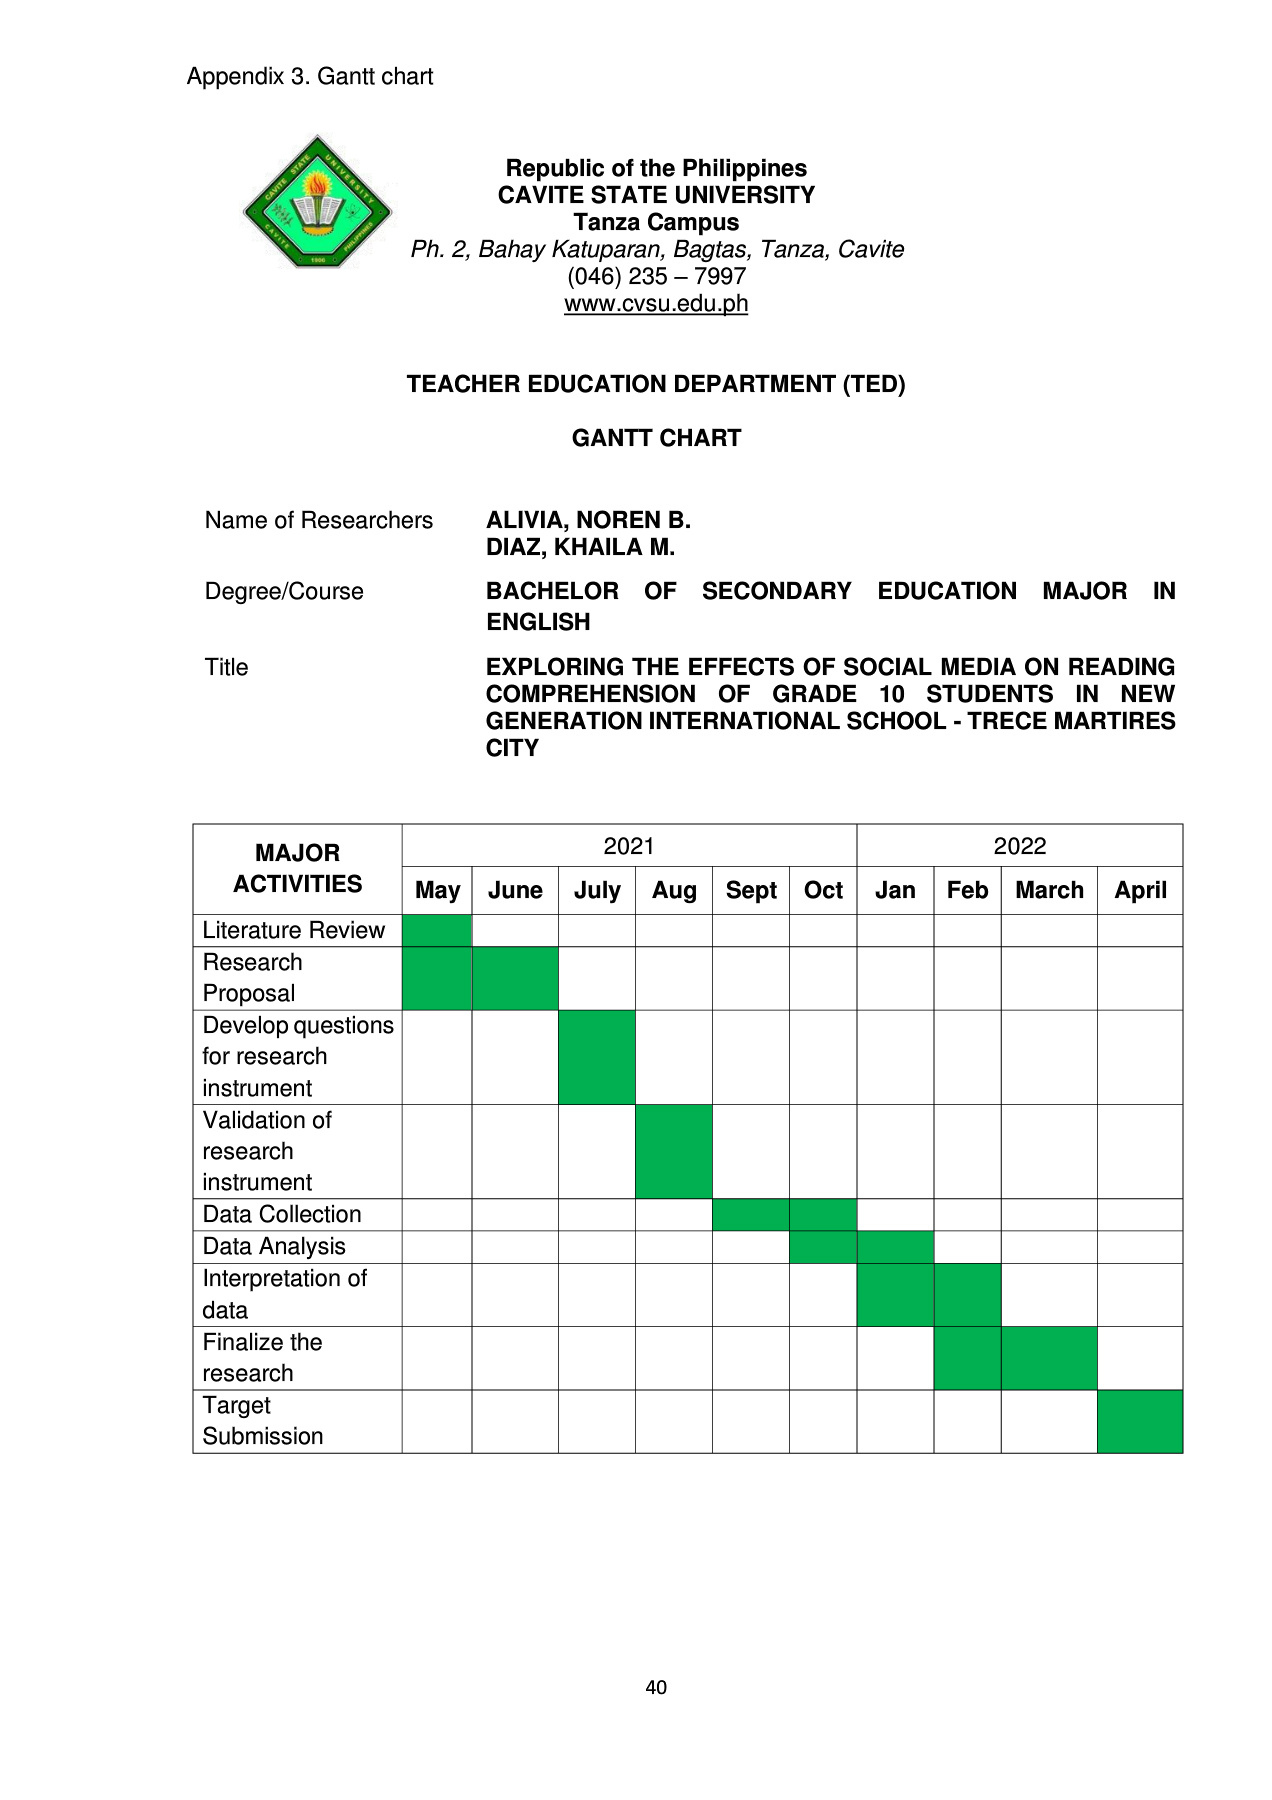 Appendix 3. Gantt chart
CAVITE STATE UNIVERSITY
CAVITE
PHILIPPINES
1906
Republic of the Philippines
CAVITE STATE UNIVERSITY
Tanza Campus
Ph. 2, Bahay Katuparan, Bagtas, Tanza, Cavite
(046) 235 – 7997
www.cvsu.edu.ph
TEACHER EDUCATION DEPARTMENT (TED)
GANTT CHART
Name of Researchers ALIVIA, NOREN B.
DIAZ, KHAILA M.
Degree/Course BACHELOR OF SECONDARY EDUCATION MAJOR IN
ENGLISH
Title EXPLORING THE EFFECTS OF SOCIAL MEDIA ON READING
COMPREHENSION OF GRADE 10 STUDENTS IN NEW
GENERATION INTERNATIONAL SCHOOL - TRECE MARTIRES
CITY
MAJOR
ACTIVITIES
2021 2022
May June July Aug Sept Oct Jan Feb March April
Literature Review
Research
Proposal
Develop questions
for research
instrument
Validation of
research
instrument
Data Collection
Data Analysis
Interpretation of
data
Finalize the
research
Target
Submission
40